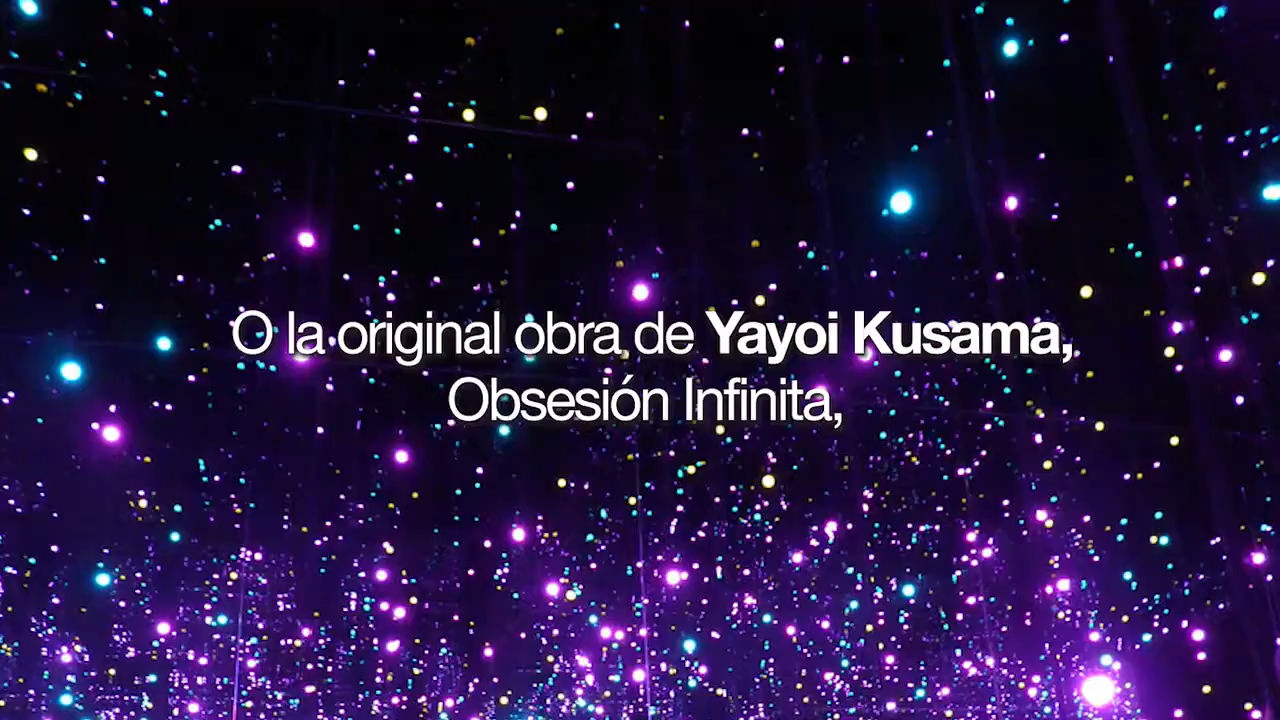 O la original obra de Yayoi Kusama,
Obsesión Infinita,